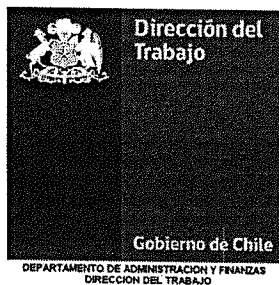 Dirección del
Trabajo
Gobierno de Chile
DEPARTAMENTO DE ADMINISTRACION Y FINANZAS
DIRECCION DEL TRABAJO